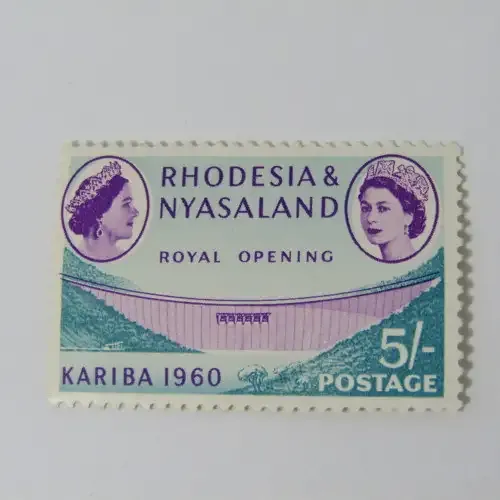 RHODESIA &
NYASALAND
ROYAL OPENING
5/-
KARIBA 1960
POSTAGE